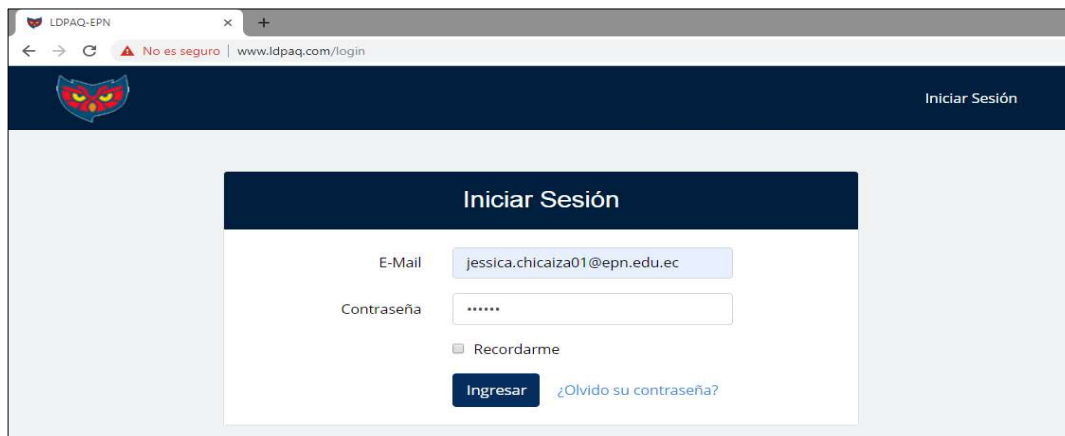 LDPAQ-EPN
No es seguro | www.ldpaq.com/login
Iniciar Sesión
Iniciar Sesión
E-Mail jessica.chicaiza01@epn.edu.ec
Contraseña ••••••
Recordarme
Ingresar ¿Olvido su contraseña?